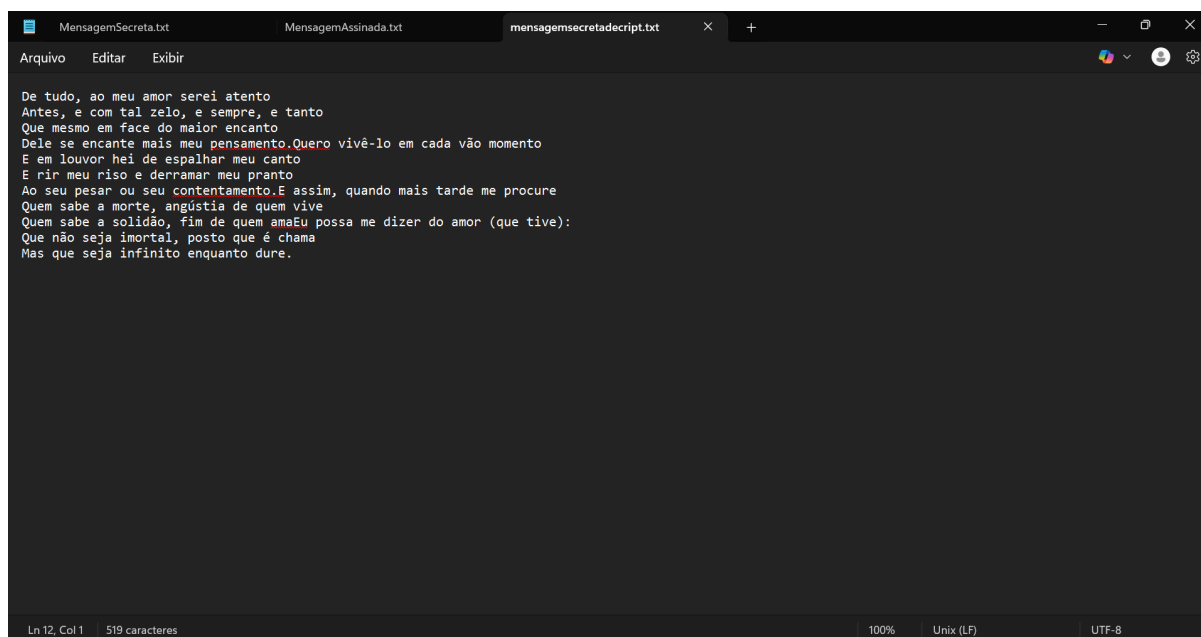 MensagemSecreta.txt
MensagemAssinada.txt
mensagemsecretadecript.txt
Arquivo Editar Exibir
De tudo, ao meu amor serei atento
Antes, e com tal zelo, e sempre, e tanto
Que mesmo em face do maior encanto
Dele se encante mais meu pensamento.Quero vivê-lo em cada vão momento
E em louvor hei de espalhar meu canto
E rir meu riso e derramar meu pranto
Ao seu pesar ou seu contentamento.E assim, quando mais tarde me procure
Quem sabe a morte, angústia de quem vive
Quem sabe a solidão, fim de quem amaEu possa me dizer do amor (que tive):
Que não seja imortal, posto que é chama
Mas que seja infinito enquanto dure.
Ln 12, Col 1 519 caracteres 100% Unix (LF) UTF-8